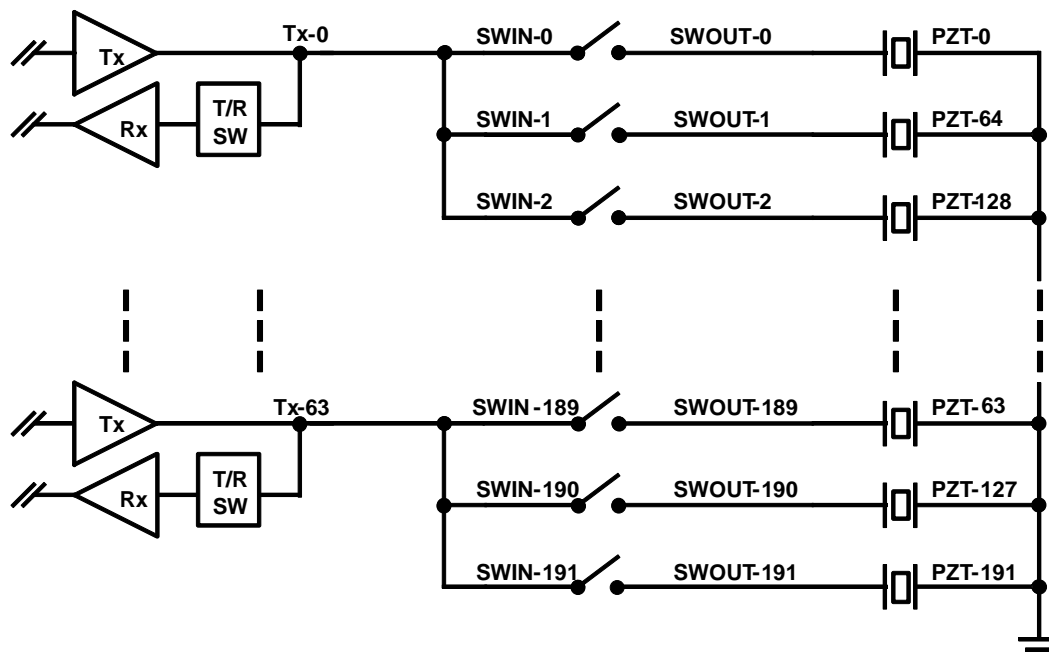 Tx-0 SWIN-0 SWOUT-0 PZT-0
Tx
T/R
SW
Rx
SWIN-1 SWOUT-1 PZT-64
SWIN-2 SWOUT-2 PZT-128
Tx-63 SWIN-189 SWOUT-189 PZT-63
Tx
T/R
SW
Rx
SWIN-190 SWOUT-190 PZT-127
SWIN-191 SWOUT-191 PZT-191